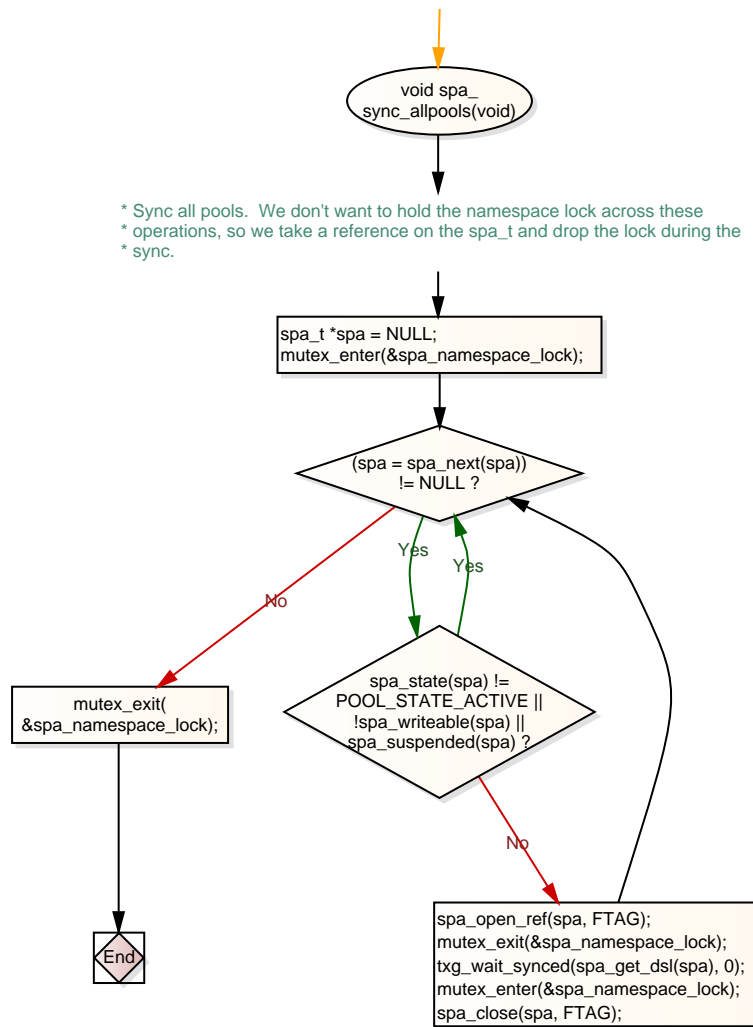 void spa_
sync_allpools(void)
* Sync all pools.  We don't want to hold the namespace lock across these
* operations, so we take a reference on the spa_t and drop the lock during the
* sync.
spa_t *spa = NULL;
mutex_enter(&spa_namespace_lock);
(spa = spa_next(spa))
!= NULL ?
Yes
Yes
No
spa_state(spa) !=
POOL_STATE_ACTIVE ||
!spa_writeable(spa) ||
spa_suspended(spa) ?
mutex_exit(
&spa_namespace_lock);
No
spa_open_ref(spa, FTAG);
mutex_exit(&spa_namespace_lock);
txg_wait_synced(spa_get_dsl(spa), 0);
mutex_enter(&spa_namespace_lock);
spa_close(spa, FTAG);
End